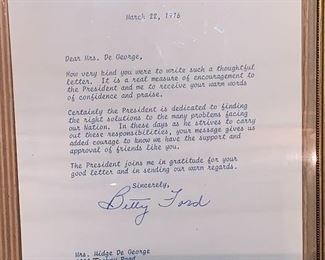 March 22, 1976
Dear Mrs. De George,
How very kind you were to write such a thoughtful
letter. It is a real measure of encouragement to
the President and me to receive your warm words
of confidence and praise.
Certainly the President is dedicated to finding
the right solutions to the many problems facing
our Nation. In these days as he strives to carry
out these responsibilities, your message gives us
added courage to know we have the support and
approval of friends like you.
The President joins me in gratitude for your
good letter and in sending our warm regards.
Sincerely,
Betty Ford
Mrs. Midge De George
Road